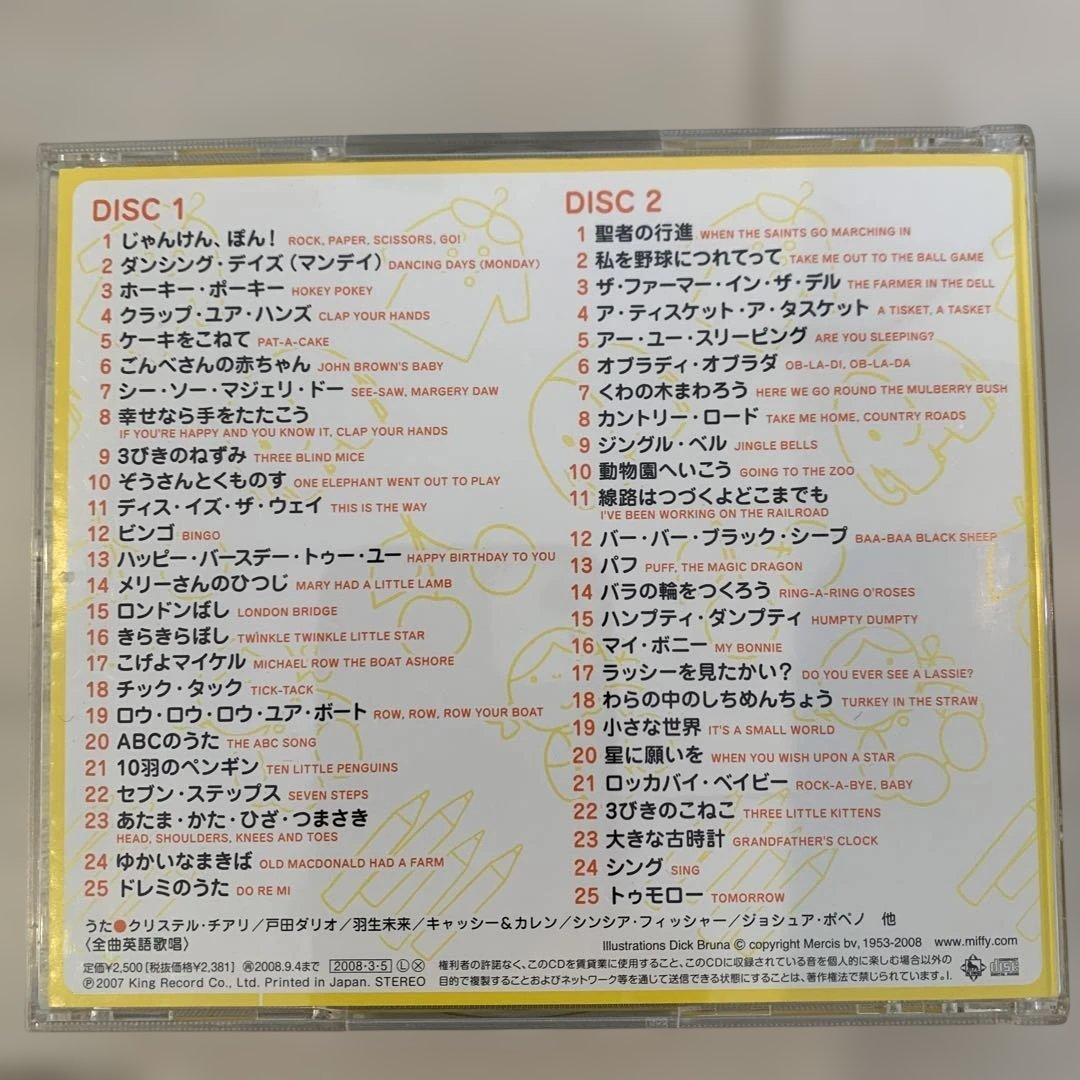 DISC 1
1 じゃんけん、ぽん! ROCK, PAPER, SCISSORS, GO!
2 ダンシング・デイズ(マンデイ) DANCING DAYS (MONDAY)
3 ホーキー・ポーキー HOKEY POKEY
4 クラップ・ユア・ハンズ CLAP YOUR HANDS
5 ケーキをこねて PAT-A-CAKE
6 ごんべさんの赤ちゃん JOHN BROWN'S BABY
7 シー・ソー・マジェリ・ドー SEE-SAW, MARGERY DAW
8 幸せなら手をたたこう
IF YOU'RE HAPPY AND YOU KNOW IT, CLAP YOUR HANDS
9 3びきのねずみ THREE BLIND MICE
10 ぞうさんとくものす ONE ELEPHANT WENT OUT TO PLAY
11 ディス・イズ・ザ・ウェイ THIS IS THE WAY
12 ビンゴ BINGO
13 ハッピー・バースデー・トゥー・ユー HAPPY BIRTHDAY TO YOU
14 メリーさんのひつじ MARY HAD A LITTLE LAMB
15 ロンドンばし LONDON BRIDGE
16 きらきらぼし TWINKLE TWINKLE LITTLE STAR
17 こげよマイケル MICHAEL ROW THE BOAT ASHORE
18 チック・タック TICK-TACK
19 ロウ・ロウ・ロウ・ユア・ボート ROW, ROW, ROW YOUR BOAT
20 ABCのうた THE ABC SONG
21 10羽のペンギン TEN LITTLE PENGUINS
22 セブン・ステップス SEVEN STEPS
23 あたま・かた・ひざ・つまさき
HEAD, SHOULDERS, KNEES AND TOES
24 ゆかいなまきば OLD MACDONALD HAD A FARM
25 ドレミのうた DO RE MI
DISC 2
1 聖者の行進 WHEN THE SAINTS GO MARCHING IN
2 私を野球につれてって TAKE ME OUT TO THE BALL GAME
3 ザ・ファーマー・イン・ザ・デル THE FARMER IN THE DELL
4 ア・ティスケット・ア・タスケット A TISKET, A TASKET
5 アー・ユー・スリーピング ARE YOU SLEEPING?
6 オブラディ・オブラダ OB-LA-DI, OB-LA-DA
7 くわの木まわろう HERE WE GO ROUND THE MULBERRY BUSH
8 カントリー・ロード TAKE ME HOME, COUNTRY ROADS
9 ジングル・ベル JINGLE BELLS
10 動物園へいこう GOING TO THE ZOO
11 線路はつづくよどこまでも
I'VE BEEN WORKING ON THE RAILROAD
12 バー・バー・ブラック・シープ BAA-BAA BLACK SHEEP
13 パフ PUFF, THE MAGIC DRAGON
14 バラの輪をつくろう RING-A-RING O'ROSES
15 ハンプティ・ダンプティ HUMPTY DUMPTY
16 マイ・ボニー MY BONNIE
17 ラッシーを見たかい? DO YOU EVER SEE A LASSIE?
18 わらの中のしちめんちょう TURKEY IN THE STRAW
19 小さな世界 IT'S A SMALL WORLD
20 星に願いを WHEN YOU WISH UPON A STAR
21 ロッカバイ・ベイビー ROCK-A-BYE, BABY
22 3びきのこねこ THREE LITTLE KITTENS
23 大きな古時計 GRANDFATHER'S CLOCK
24 シング SING
25 トゥモロー TOMORROW
うた●クリステル・チアリ/戸田ダリオ/羽生未来/キャッシー&カレン/シンシア・フィッシャー/ジョシュア・ボペノ 他
〈全曲英語歌唱〉
Illustrations Dick Bruna © copyright Mercis bv, 1953-2008 www.miffy.com
定価¥2,500[税抜価格¥2,381] ㋘2008.9.4まで 2008・3・5 Ⓛ Ⓧ
℗2007 King Record Co., Ltd. Printed in Japan. STEREO
権利者の許諾なく、このCDを賃貸業に使用すること、このCDに収録されている音を個人的に楽しむ場合以外の
目的で複製することおよびネットワーク等を通じて送信できる状態にすることは、著作権法で禁じられています。I.